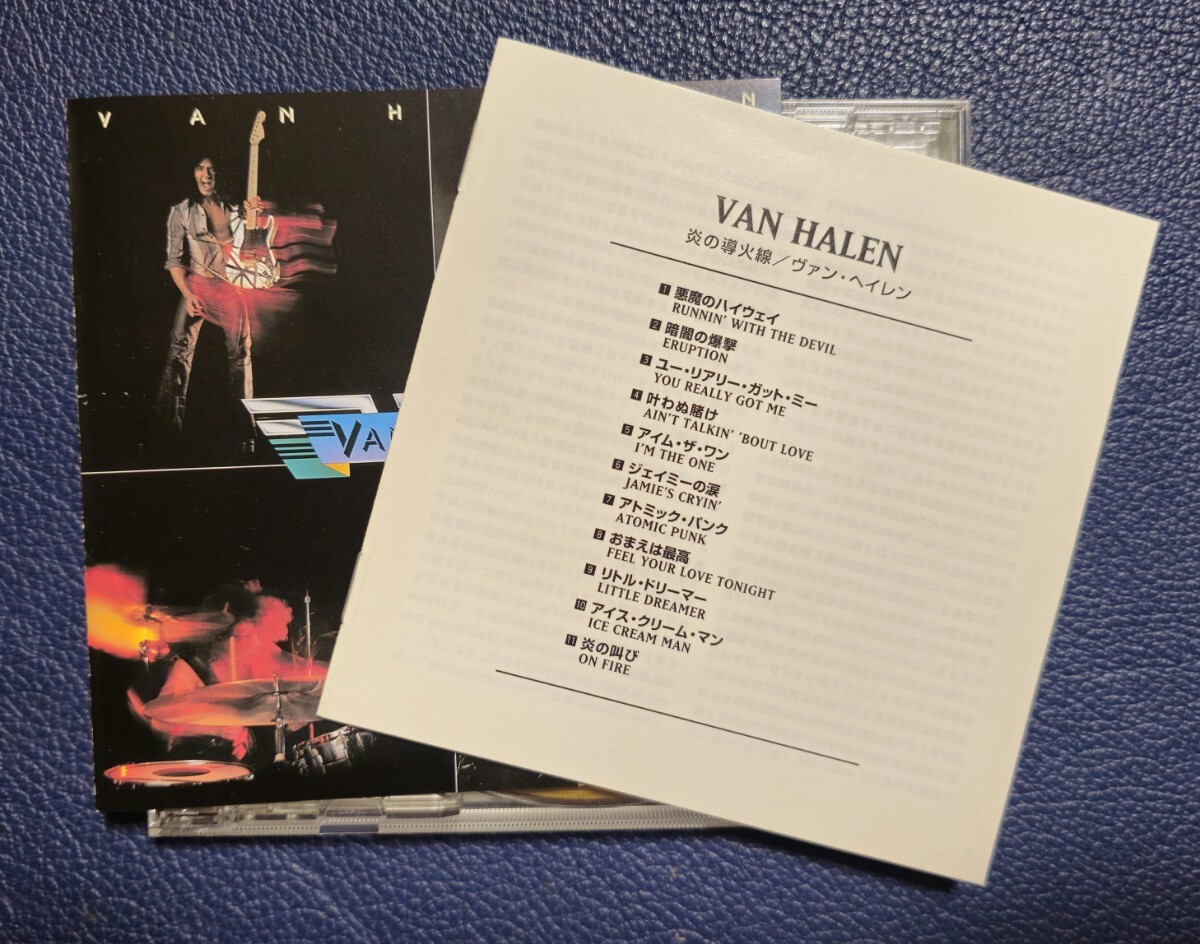 V A N H
N
VAN
VAN HALEN
炎の導火線/ヴァン・ヘイレン
1 悪魔のハイウェイ
RUNNIN' WITH THE DEVIL
2 暗闇の爆撃
ERUPTION
3 ユー・リアリー・ガット・ミー
YOU REALLY GOT ME
4 叶わぬ賭け
AIN'T TALKIN' 'BOUT LOVE
5 アイム・ザ・ワン
I'M THE ONE
6 ジェイミーの涙
JAMIE'S CRYIN'
7 アトミック・パンク
ATOMIC PUNK
8 おまえは最高
FEEL YOUR LOVE TONIGHT
9 リトル・ドリーマー
LITTLE DREAMER
10 アイス・クリーム・マン
ICE CREAM MAN
11 炎の叫び
ON FIRE